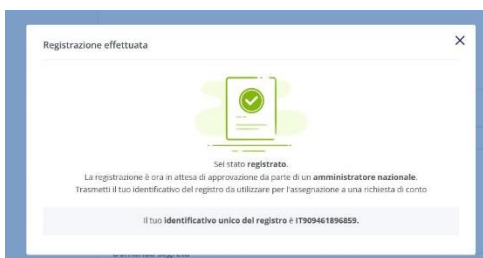 Registrazione effettuata
Sei stato registrato.
La registrazione è ora in attesa di approvazione da parte di un amministratore nazionale.
Trasmetti il tuo identificativo del registro da utilizzare per l'assegnazione a una richiesta di conto
Il tuo identificativo unico del registro è IT909461896859.